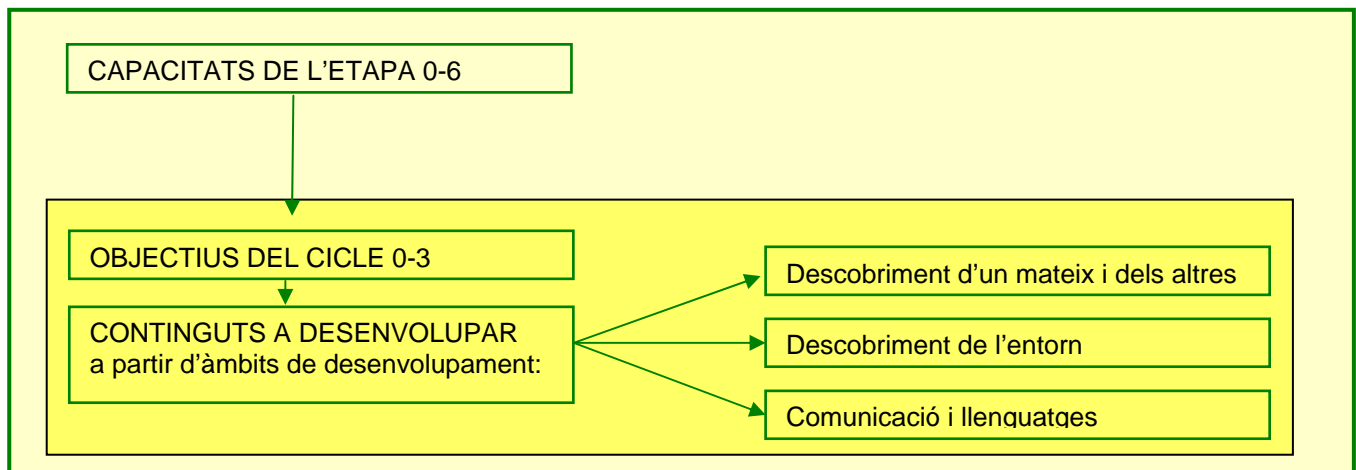 CAPACITATS DE L’ETAPA 0-6
OBJECTIUS DEL CICLE 0-3
CONTINGUTS A DESENVOLUPAR
a partir d’àmbits de desenvolupament:
Descobriment d’un mateix i dels altres
Descobriment de l’entorn
Comunicació i llenguatges